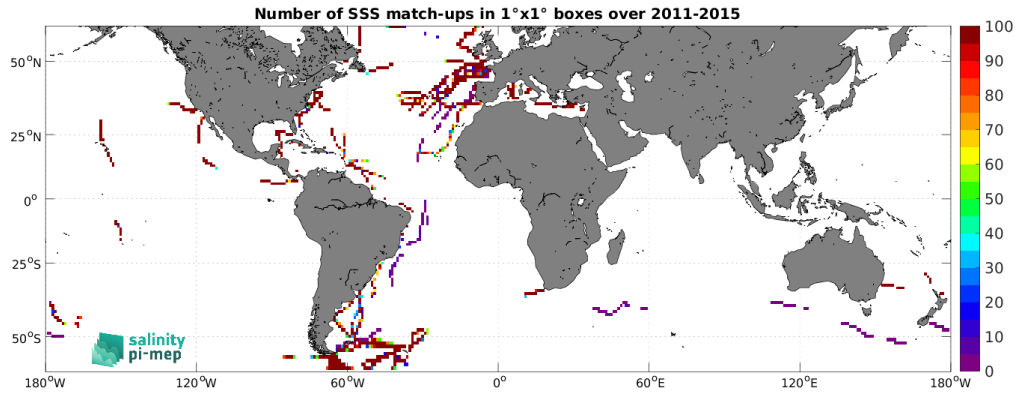 Number of SSS match-ups in 1°x1° boxes over 2011-2015
50°N
25°N
0°
25°S
50°S
180°W
120°W
60°W
0°
60°E
120°E
180°W
salinity
pi-mep
100
90
80
70
60
50
40
30
20
10
0